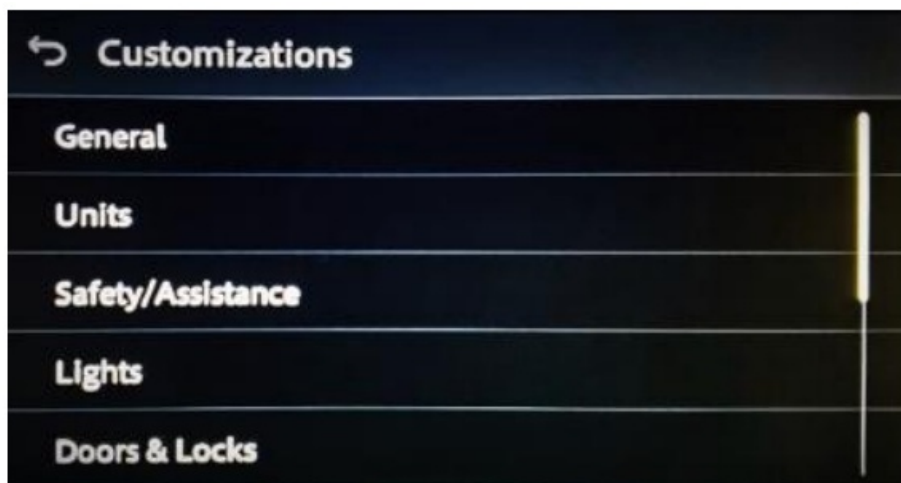 Customizations
General
Units
Safety/Assistance
Lights
Doors & Locks